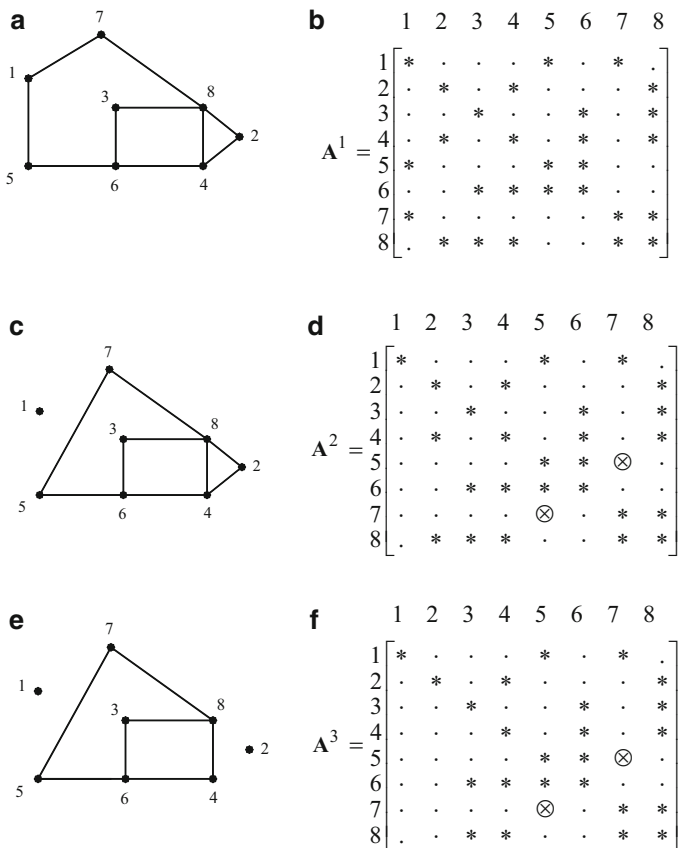 a
7
1
3
8
2
5
6
4
b
1 2 3 4 5 6 7 8
A¹ =
1 * · · · * · * .
2 · * · * · · · *
3 · · * · · * · *
4 · * · * · * · *
5 * · · · * * · ·
6 · · * * * * · ·
7 * · · · · · * *
8 . * * * · · * *
c
7
1
3
8
2
5
6
4
d
1 2 3 4 5 6 7 8
A² =
1 * · · · * · * .
2 · * · * · · · *
3 · · * · · * · *
4 · * · * · * · *
5 · · · · * * ⊗ ·
6 · · * * * * · ·
7 · · · · ⊗ · * *
8 . * * * · · * *
e
7
1
3
8
2
5
6
4
f
1 2 3 4 5 6 7 8
A³ =
1 * · · · * · * .
2 · * · * · · · *
3 · · * · · * · *
4 · · · * · * · *
5 · · · · * * ⊗ ·
6 · · * * * * · ·
7 · · · · ⊗ · * *
8 . · * * · · * *